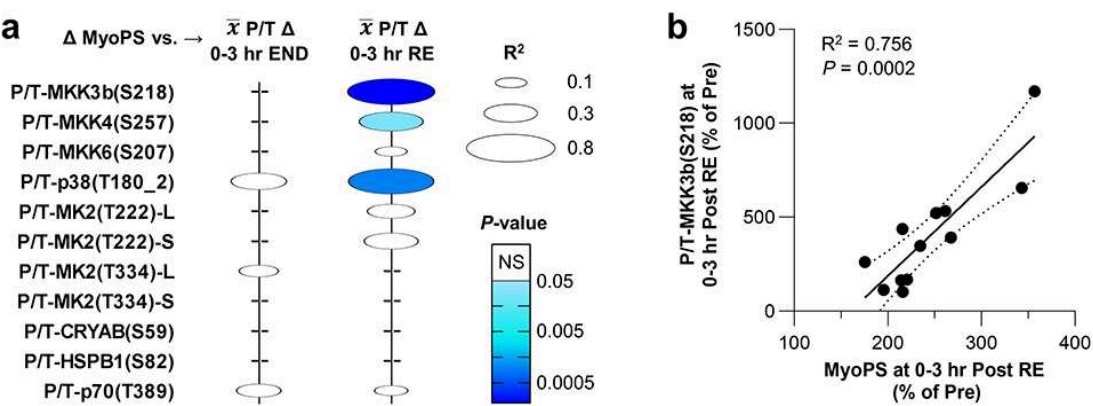 a
Δ MyoPS vs. →
x̅ P/T Δ
0-3 hr END
x̅ P/T Δ
0-3 hr RE
P/T-MKK3b(S218)
P/T-MKK4(S257)
P/T-MKK6(S207)
P/T-p38(T180_2)
P/T-MK2(T222)-L
P/T-MK2(T222)-S
P/T-MK2(T334)-L
P/T-MK2(T334)-S
P/T-CRYAB(S59)
P/T-HSPB1(S82)
P/T-p70(T389)
R²
0.1
0.3
0.8
P-value
NS
0.05
0.005
0.0005
b
P/T-MKK3b(S218) at
0-3 hr Post RE (% of Pre)
1500
1000
500
0
R² = 0.756
P = 0.0002
100
200
300
400
MyoPS at 0-3 hr Post RE
(% of Pre)